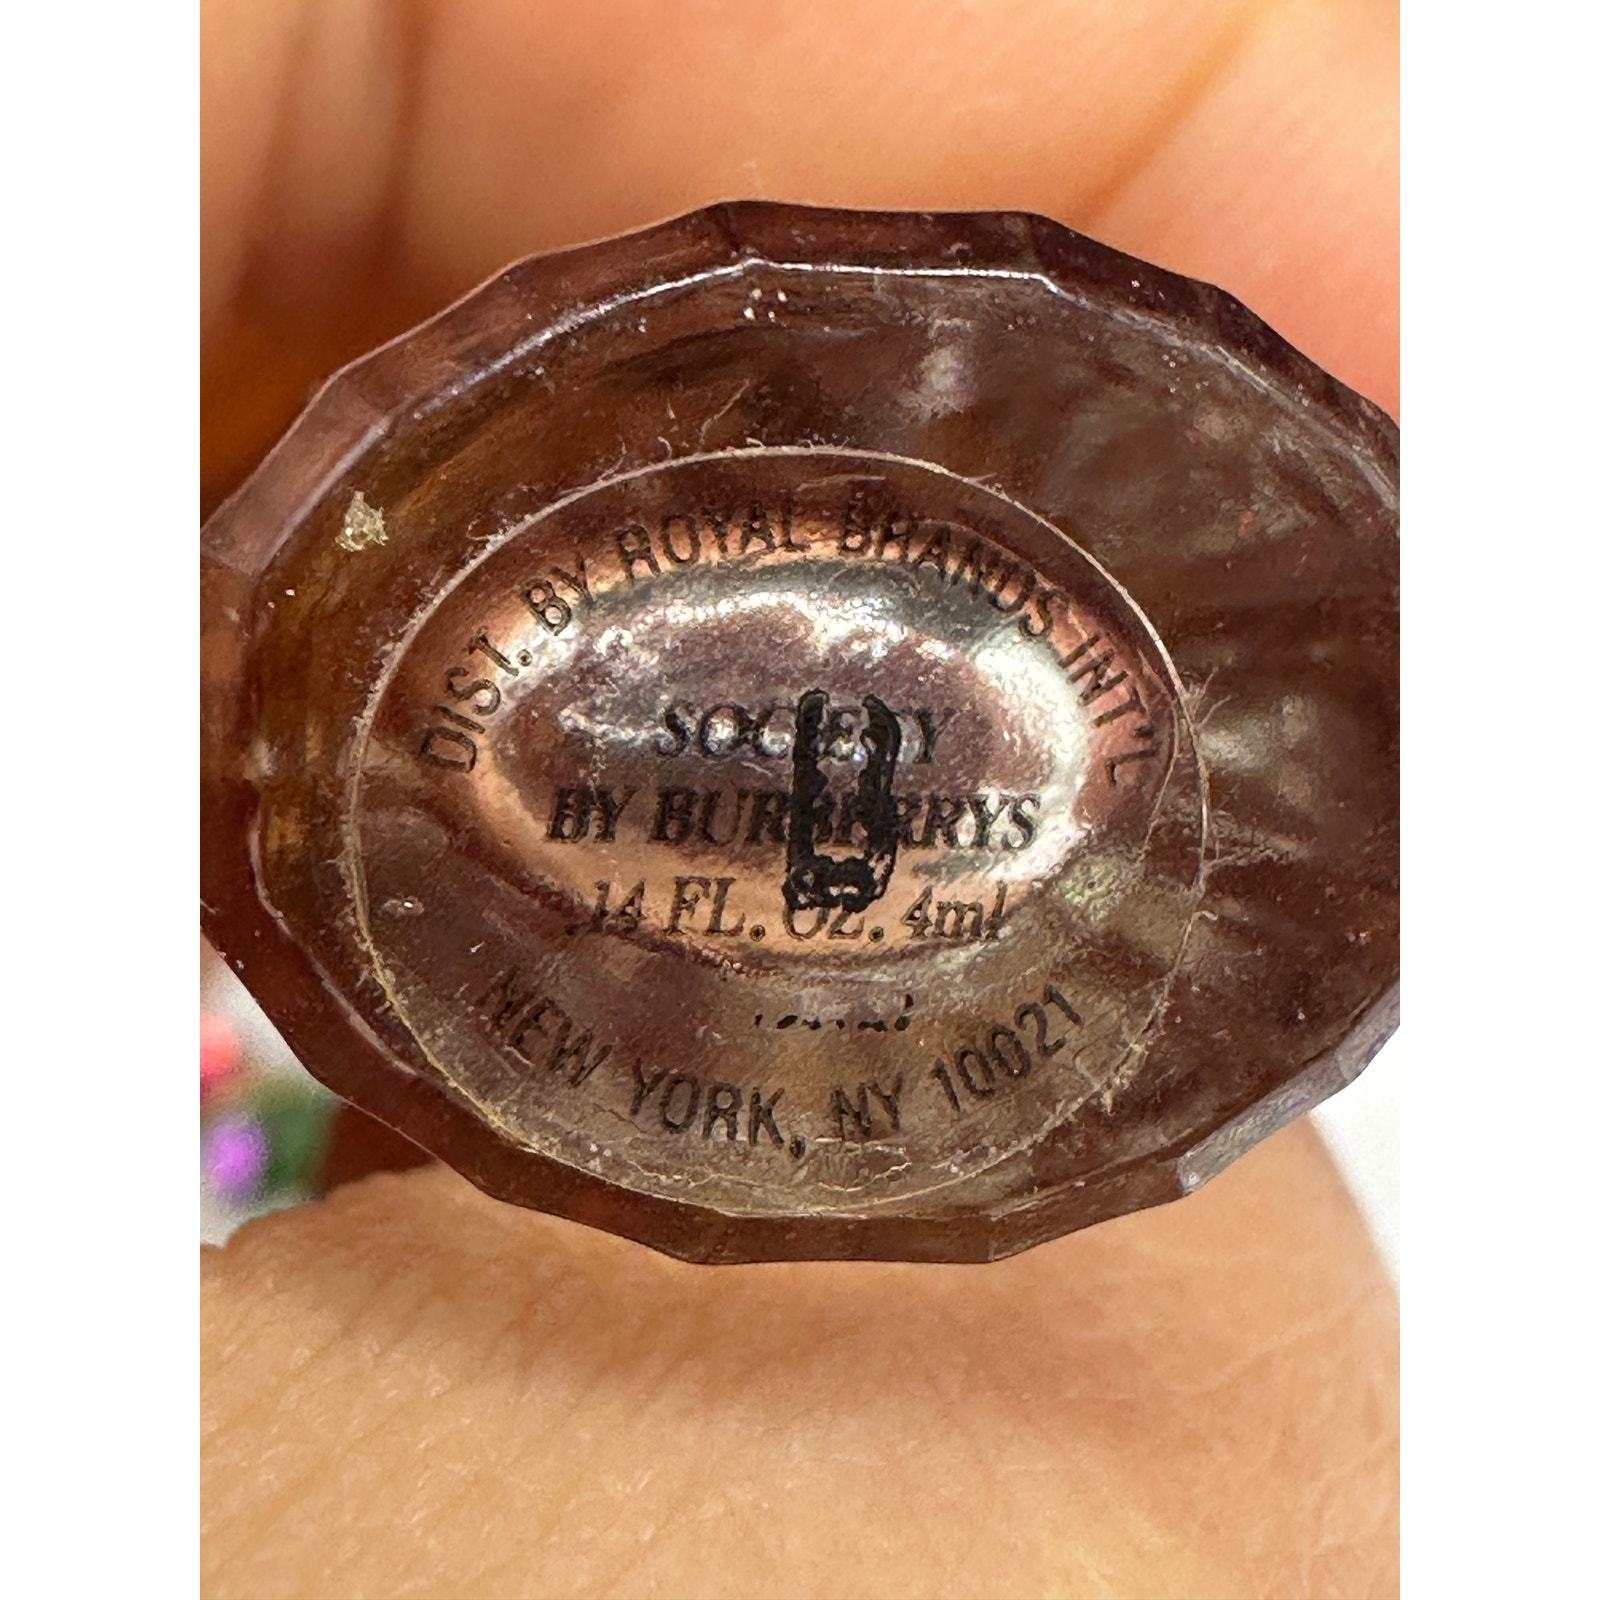 DIST. BY ROYAL BRANDS INT'L
SOCIETY
BY BURBERRYS
.14 FL. OZ. 4ml
NEW YORK, NY 10021